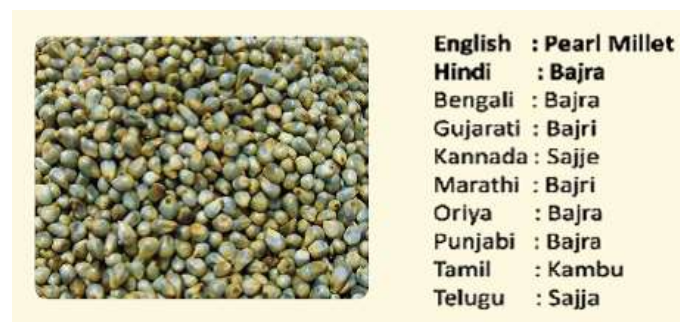 English : Pearl Millet
Hindi : Bajra
Bengali : Bajra
Gujarati : Bajri
Kannada : Sajje
Marathi : Bajri
Oriya : Bajra
Punjabi : Bajra
Tamil : Kambu
Telugu : Sajja